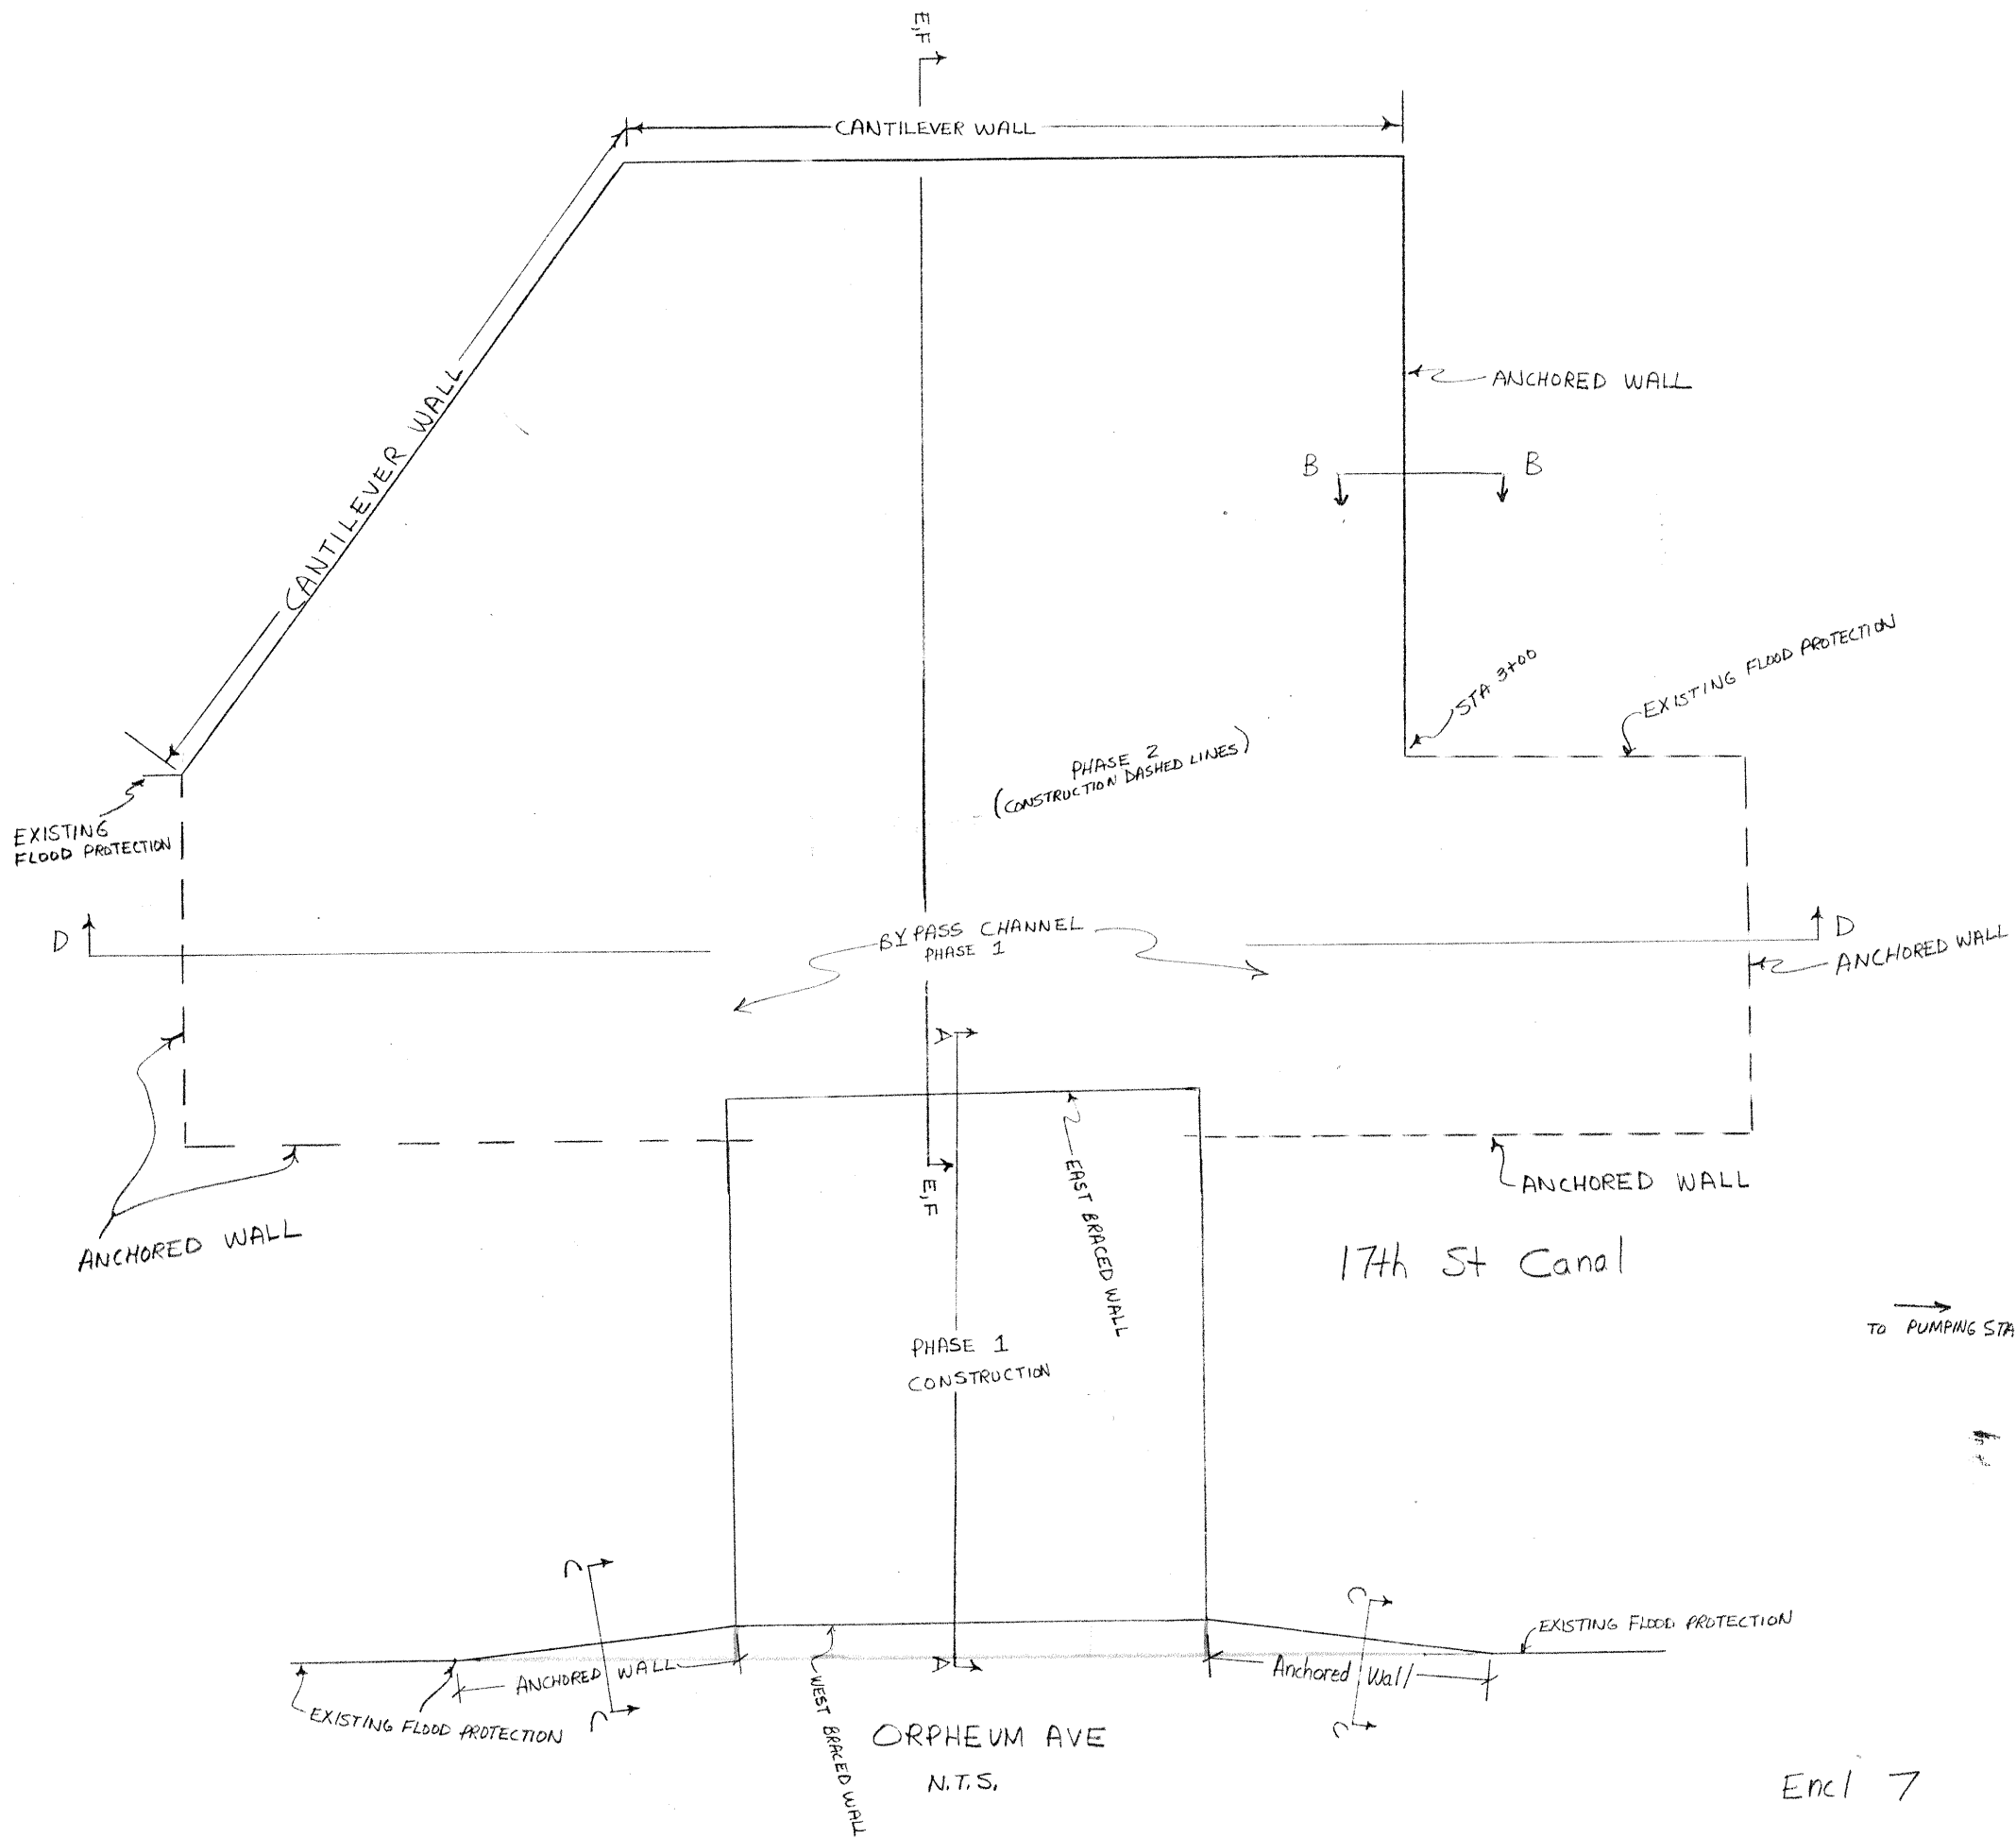 E,F
CANTILEVER WALL
CANTILEVER WALL
ANCHORED WALL
B
B
STA 3+00
EXISTING FLOOD PROTECTION
PHASE 2
(CONSTRUCTION DASHED LINES)
EXISTING
FLOOD PROTECTION
D
BYPASS CHANNEL
PHASE 1
D
ANCHORED WALL
A
E,F
EAST BRACED WALL
ANCHORED WALL
ANCHORED WALL
17th St Canal
TO PUMPING STA
PHASE 1
CONSTRUCTION
C
C
EXISTING FLOOD PROTECTION
ANCHORED WALL
A
Anchored Wall
EXISTING FLOOD PROTECTION
C
WEST BRACED WALL
C
ORPHEUM AVE
N.T.S.
Encl 7